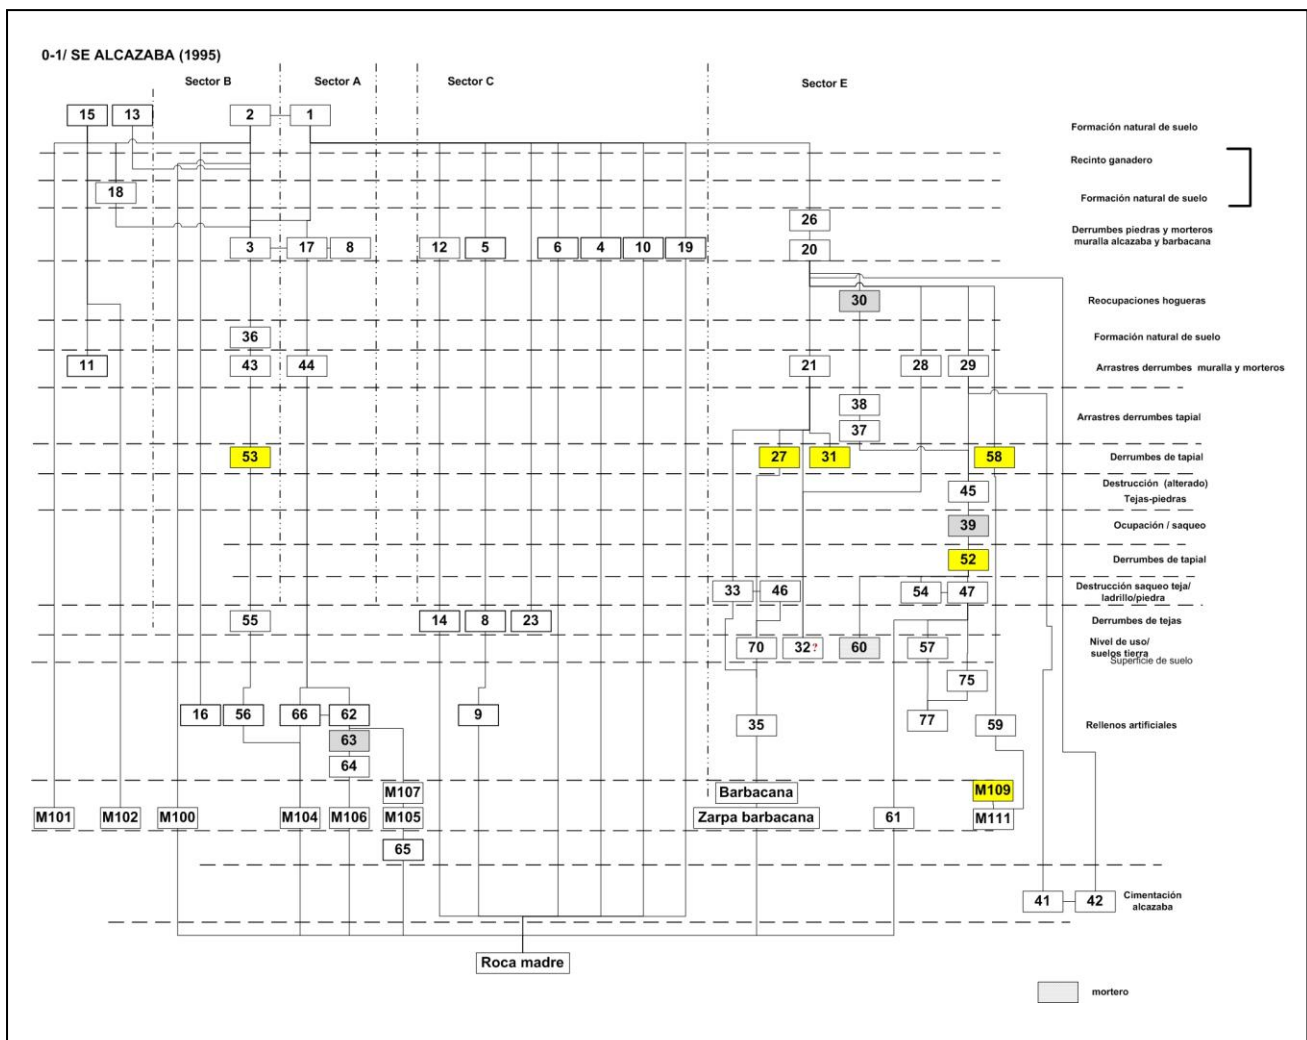 0-1/ SE ALCAZABA (1995)
Sector B
Sector A
Sector C
Sector E
15
13
2
1
Formación natural de suelo
Recinto ganadero
18
Formación natural de suelo
26
Derrumbes piedras y morteros
muralla alcazaba y barbacana
3
17
8
12
5
6
4
10
19
20
30
Reocupaciones hogueras
36
Formación natural de suelo
11
43
44
21
28
29
Arrastres derrumbes muralla y morteros
38
Arrastres derrumbes tapial
37
53
27
31
58
Derrumbes de tapial
45
Destrucción (alterado)
Tejas-piedras
39
Ocupación / saqueo
52
Derrumbes de tapial
33
46
54
47
Destrucción saqueo teja/
ladrillo/piedra
55
14
8
23
Derrumbes de tejas
70
32?
60
57
Nivel de uso/
suelos tierra
Superficie de suelo
75
16
56
66
62
9
35
77
59
Rellenos artificiales
63
64
M107
Barbacana
M109
M101
M102
M100
M104
M106
M105
Zarpa barbacana
61
M111
65
41
42
Cimentación
alcazaba
Roca madre
mortero